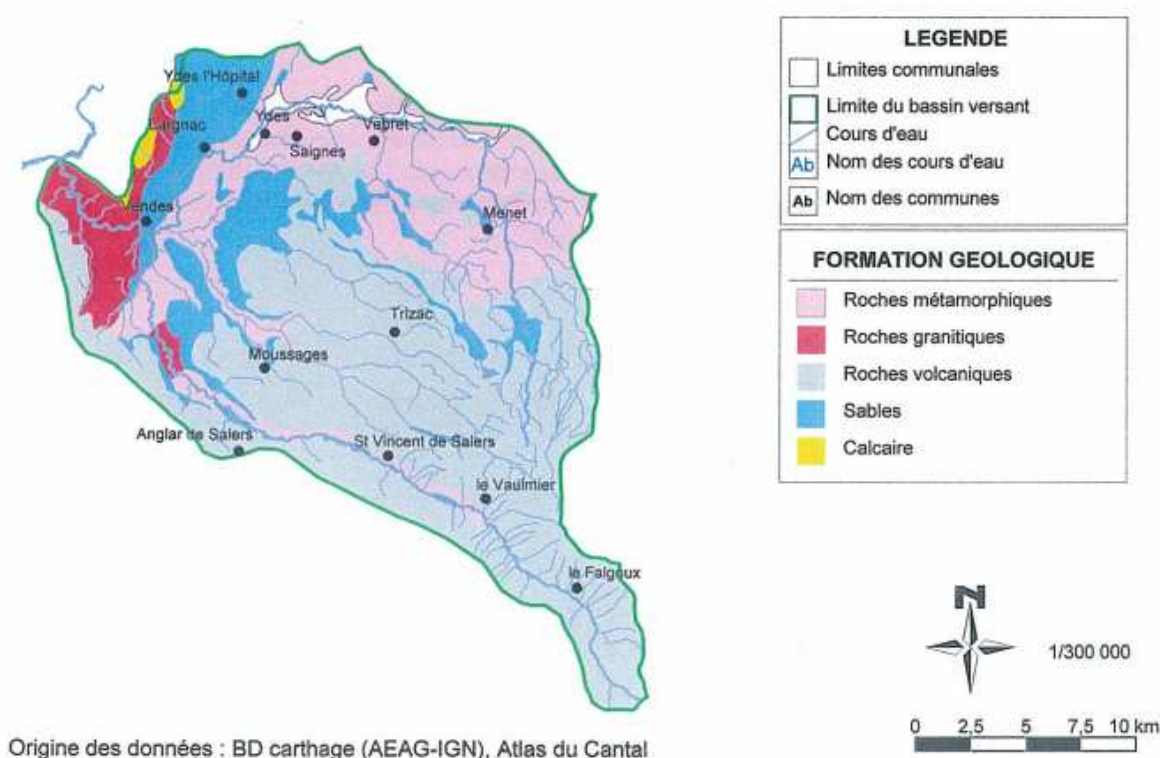 Ydes l'Hôpital
Largnac
Ydes
Saignes
Vebret
Vendes
Menet
Trizac
Moussages
Anglar de Salers
St Vincent de Salers
le Vaulmier
le Falgoux
LEGENDE
Limites communales
Limite du bassin versant
Cours d'eau
Ab Nom des cours d'eau
Ab Nom des communes
FORMATION GEOLOGIQUE
Roches métamorphiques
Roches granitiques
Roches volcaniques
Sables
Calcaire
N
1/300 000
0 2,5 5 7,5 10 km
Origine des données : BD carthage (AEAG-IGN), Atlas du Cantal